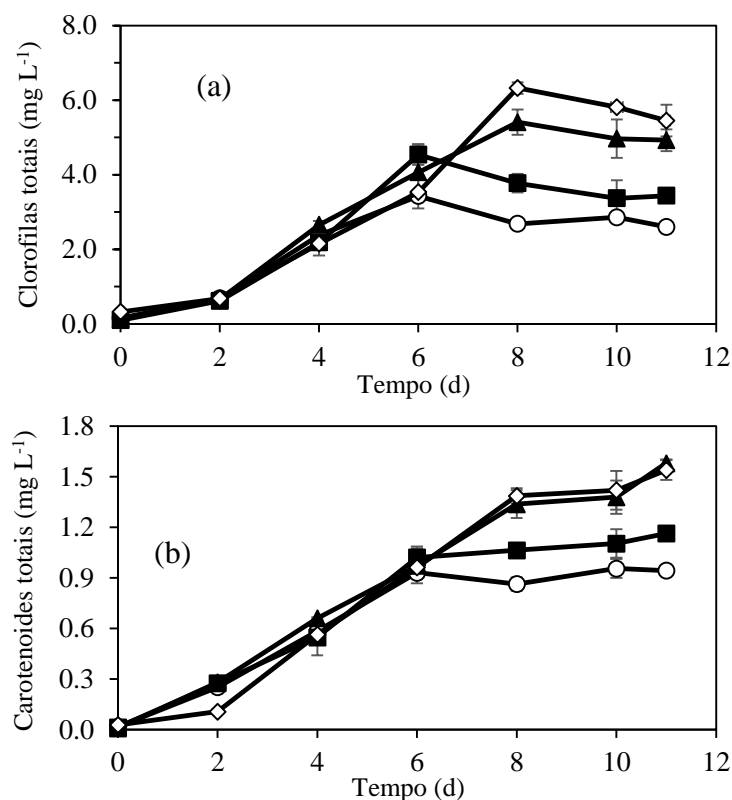 8.0
6.0
4.0
2.0
0.0
Clorofilas totais (mg L⁻¹)
(a)
0 2 4 6 8 10 12
Tempo (d)
1.8
1.5
1.2
0.9
0.6
0.3
0.0
Carotenoides totais (mg L⁻¹)
(b)
0 2 4 6 8 10 12
Tempo (d)